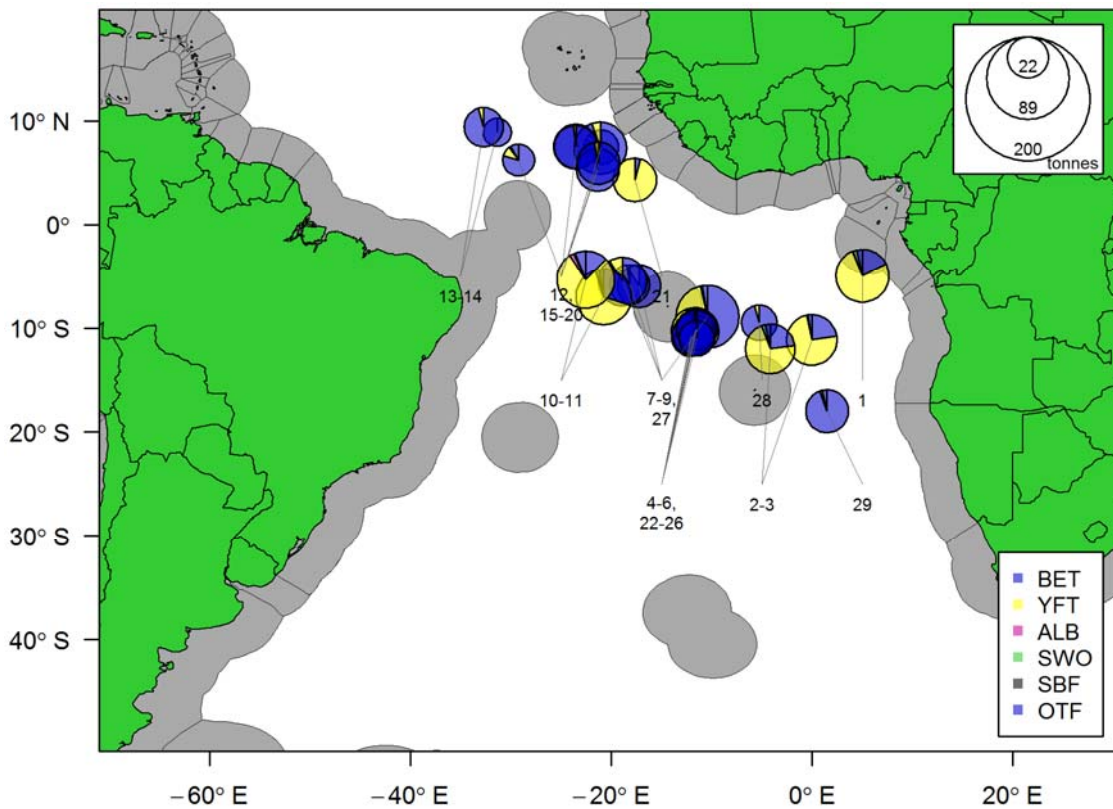 22
89
200
tonnes
10° N
0°
10° S
20° S
30° S
40° S
13-14
12,
15-20
21
10-11
7-9,
27
28
1
4-6,
22-26
2-3
29
BET
YFT
ALB
SWO
SBF
OTF
−60° E
−40° E
−20° E
0° E
20° E